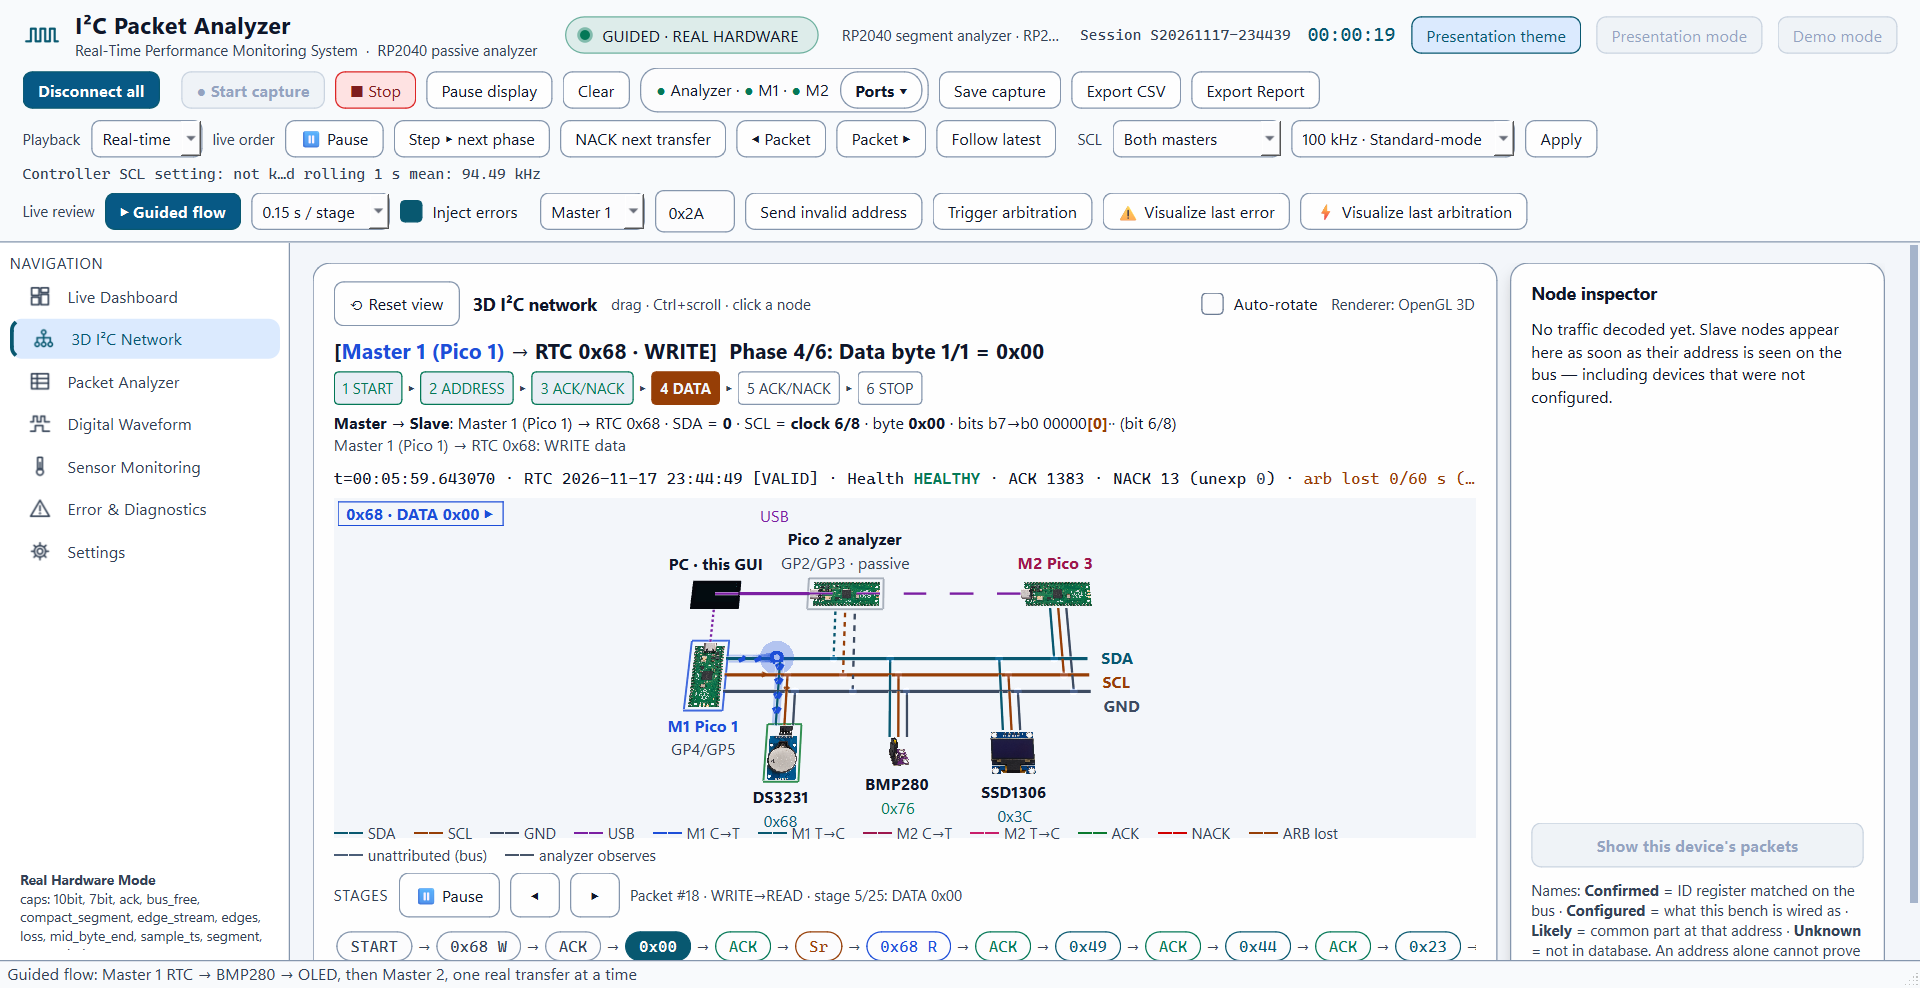 I²C Packet Analyzer
Real-Time Performance Monitoring System · RP2040 passive analyzer
GUIDED · REAL HARDWARE
RP2040 segment analyzer · RP2...
Session S20261117-234439
00:00:19
Presentation theme
Presentation mode
Demo mode
Disconnect all
● Start capture
■ Stop
Pause display
Clear
● Analyzer · ● M1 · ● M2
Ports ▾
Save capture
Export CSV
Export Report
Playback
Real-time
live order
Pause
Step ▸ next phase
NACK next transfer
◂ Packet
Packet ▸
Follow latest
SCL
Both masters
100 kHz · Standard-mode
Apply
Controller SCL setting: not k…d rolling 1 s mean: 94.49 kHz
Live review
▸ Guided flow
0.15 s / stage
Inject errors
Master 1
0x2A
Send invalid address
Trigger arbitration
Visualize last error
Visualize last arbitration
NAVIGATION
Live Dashboard
3D I²C Network
Packet Analyzer
Digital Waveform
Sensor Monitoring
Error & Diagnostics
Settings
Real Hardware Mode
caps: 10bit, 7bit, ack, bus_free,
compact_segment, edge_stream, edges,
loss, mid_byte_end, sample_ts, segment,
⟲ Reset view
3D I²C network
drag · Ctrl+scroll · click a node
Auto-rotate
Renderer: OpenGL 3D
[Master 1 (Pico 1) → RTC 0x68 · WRITE] Phase 4/6: Data byte 1/1 = 0x00
1 START ▸ 2 ADDRESS ▸ 3 ACK/NACK ▸ 4 DATA ▸ 5 ACK/NACK ▸ 6 STOP
Master → Slave: Master 1 (Pico 1) → RTC 0x68 · SDA = 0 · SCL = clock 6/8 · byte 0x00 · bits b7→b0 00000[0]·· (bit 6/8)
Master 1 (Pico 1) → RTC 0x68: WRITE data
t=00:05:59.643070 · RTC 2026-11-17 23:44:49 [VALID] · Health HEALTHY · ACK 1383 · NACK 13 (unexp 0) · arb lost 0/60 s (…
0x68 · DATA 0x00 ▸
USB
Pico 2 analyzer
PC · this GUI
GP2/GP3 · passive
M2 Pico 3
SDA
SCL
GND
M1 Pico 1
GP4/GP5
DS3231
0x68
BMP280
0x76
SSD1306
0x3C
SDA
SCL
GND
USB
M1 C→T
M1 T→C
M2 C→T
M2 T→C
ACK
NACK
ARB lost
unattributed (bus)
analyzer observes
STAGES
Pause
◂
▸
Packet #18 · WRITE→READ · stage 5/25: DATA 0x00
START → 0x68 W → ACK → 0x00 → ACK → Sr → 0x68 R → ACK → 0x49 → ACK → 0x44 → ACK → 0x23 →
Node inspector
No traffic decoded yet. Slave nodes appear
here as soon as their address is seen on the
bus — including devices that were not
configured.
Show this device's packets
Names: Confirmed = ID register matched on the
bus · Configured = what this bench is wired as ·
Likely = common part at that address · Unknown
= not in database. An address alone cannot prove
Guided flow: Master 1 RTC → BMP280 → OLED, then Master 2, one real transfer at a time